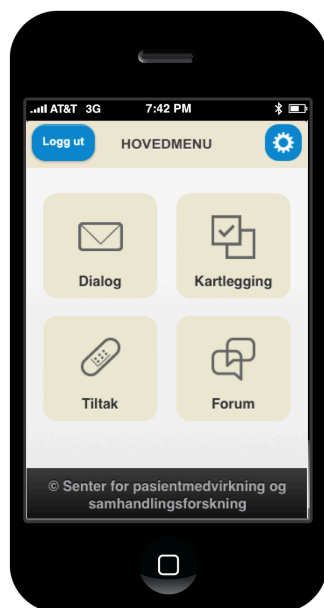 AT&T 3G 7:42 PM
Logg ut HOVEDMENU
Dialog Kartlegging
Tiltak Forum
© Senter for pasientmedvirkning og
samhandlingsforskning